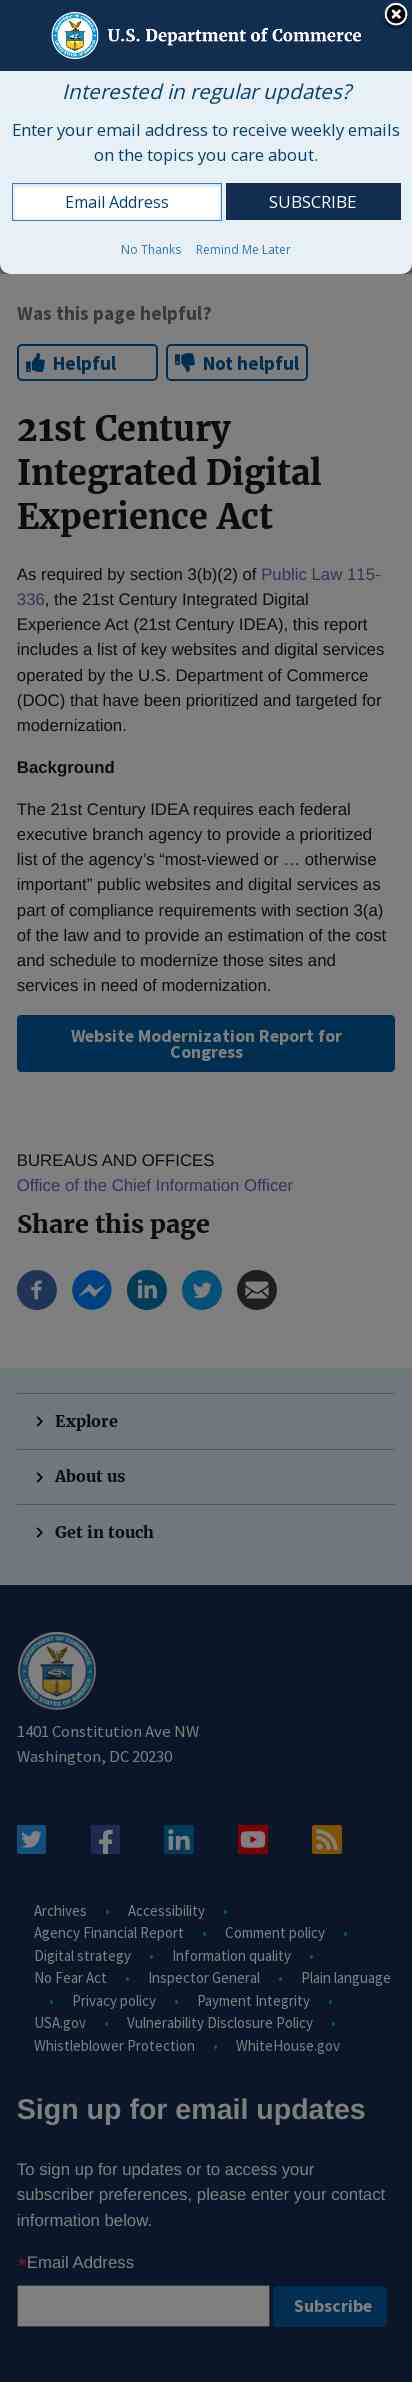 U.S. Department of Commerce
Interested in regular updates?
Enter your email address to receive weekly emails
on the topics you care about.
Email Address
SUBSCRIBE
No Thanks Remind Me Later
Was this page helpful?
Helpful
Not helpful
21st Century
Integrated Digital
Experience Act
As required by section 3(b)(2) of Public Law 115-
336, the 21st Century Integrated Digital
Experience Act (21st Century IDEA), this report
includes a list of key websites and digital services
operated by the U.S. Department of Commerce
(DOC) that have been prioritized and targeted for
modernization.
Background
The 21st Century IDEA requires each federal
executive branch agency to provide a prioritized
list of the agency’s “most-viewed or … otherwise
important” public websites and digital services as
part of compliance requirements with section 3(a)
of the law and to provide an estimation of the cost
and schedule to modernize those sites and
services in need of modernization.
Website Modernization Report for
Congress
BUREAUS AND OFFICES
Office of the Chief Information Officer
Share this page
Explore
About us
Get in touch
1401 Constitution Ave NW
Washington, DC 20230
Archives • Accessibility •
Agency Financial Report • Comment policy •
Digital strategy • Information quality •
No Fear Act • Inspector General • Plain language
• Privacy policy • Payment Integrity •
USA.gov • Vulnerability Disclosure Policy •
Whistleblower Protection • WhiteHouse.gov
Sign up for email updates
To sign up for updates or to access your
subscriber preferences, please enter your contact
information below.
*Email Address
Subscribe